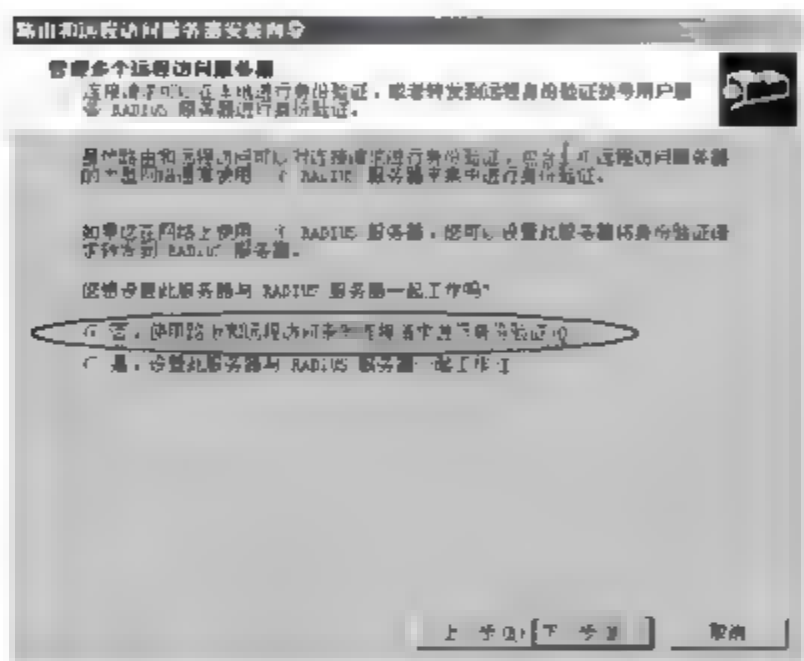 路由和远程访问服务器安装向导
管理多个远程访问服务器
连接请求可以在本地进行身份验证，或者转发到远程身份验证拨号用户服
务 RADIUS 服务器进行身份验证。
虽然路由和远程访问可以对连接请求进行身份验证，包含多个远程访问服务器
的大型网络通常使用一个 RADIUS 服务器来集中进行身份验证。
如果您在网络上使用一个 RADIUS 服务器，您可以设置此服务器将身份验证请
求转发到 RADIUS 服务器。
您想设置此服务器与 RADIUS 服务器一起工作吗?
否，使用路由和远程访问来对连接请求进行身份验证
是，设置此服务器与 RADIUS 服务器一起工作
上一步 下一步 取消